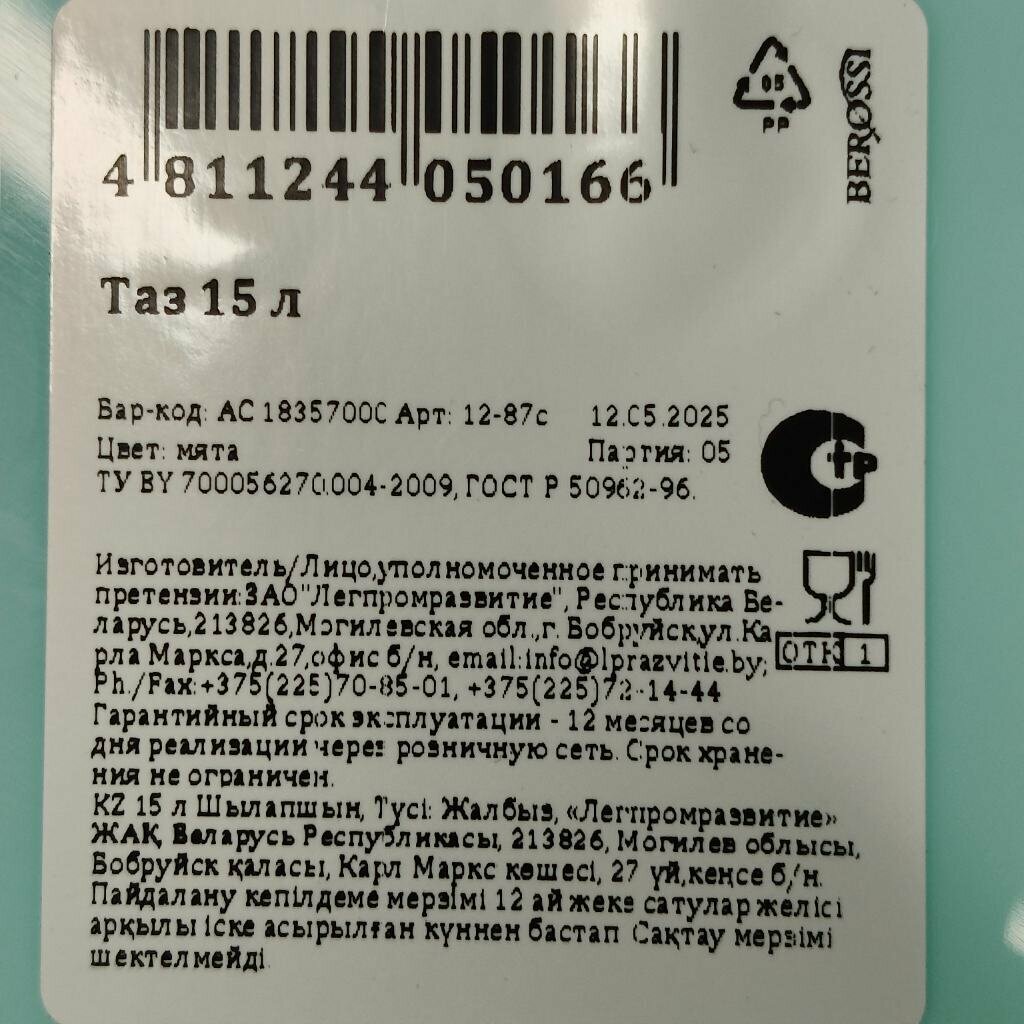 05
PP
BEROSSI
4 811244 050166
Таз 15 л
Бар-код: АС 1835700С Арт: 12-87с 12.05.2025
Цвет: мята Партия: 05
ТУ BY 700056270.004-2009, ГОСТ Р 50962-96.
Изготовитель/Лицо,уполномоченное принимать
претензии:ЗАО"Легпромразвитие", Республика Бе-
ларусь,213826,Могилевская обл.,г. Бобруйск,ул.Ка
рла Маркса,д.27,офис б/н, email:info@lprazvitie.by;
Ph./Fax:+375(225)70-85-01, +375(225)72-14-44
Гарантийный срок эксплуатации - 12 месяцев со
дня реализации через розничную сеть. Срок хране-
ния не ограничен.
KZ 15 л Шылапшын, Түсі: Жалбыз, «Легпромразвитие»
ЖАҚ, Беларусь Республикасы, 213826, Могилев облысы,
Бобруйск қаласы, Карл Маркс көшесі, 27 үй,кеңсе б/н.
Пайдалану кепілдеме мерзімі 12 ай жеке сатулар желісі
арқылы іске асырылған күннен бастап Сақтау мерзімі
шектелмейді
тр
ОТК 1